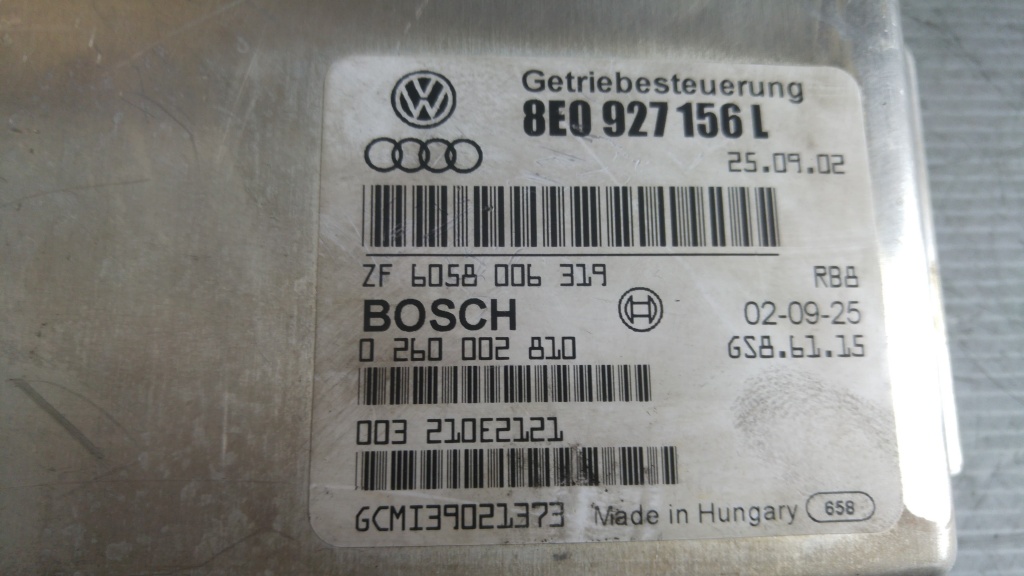 Getriebesteuerung
8E0 927 156 L
25.09.02
ZF 6058 006 319 RB8
BOSCH 02-09-25
0 260 002 810 GS8.61.15
003 210E2121
GCMI39021373 Made in Hungary 658